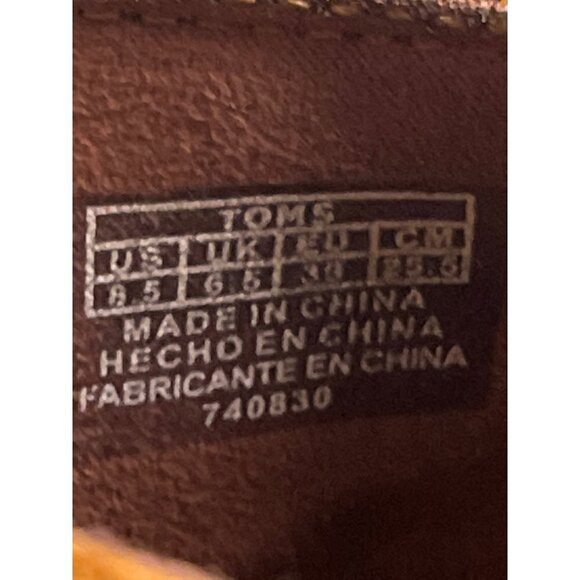 TOMS
US UK EU CM
8.5 6.5 39 25.5
MADE IN CHINA
HECHO EN CHINA
FABRICANTE EN CHINA
740830